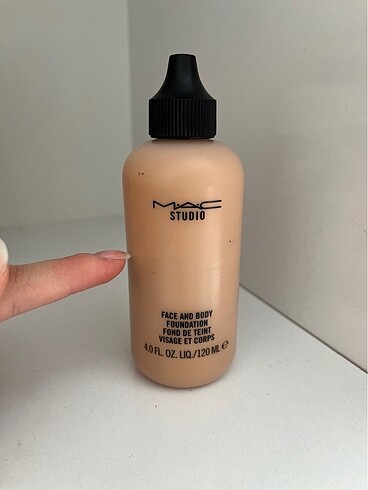 M·A·C
STUDIO
FACE AND BODY
FOUNDATION
FOND DE TEINT
VISAGE ET CORPS
4.0 FL. OZ. LIQ./120 ML ℮